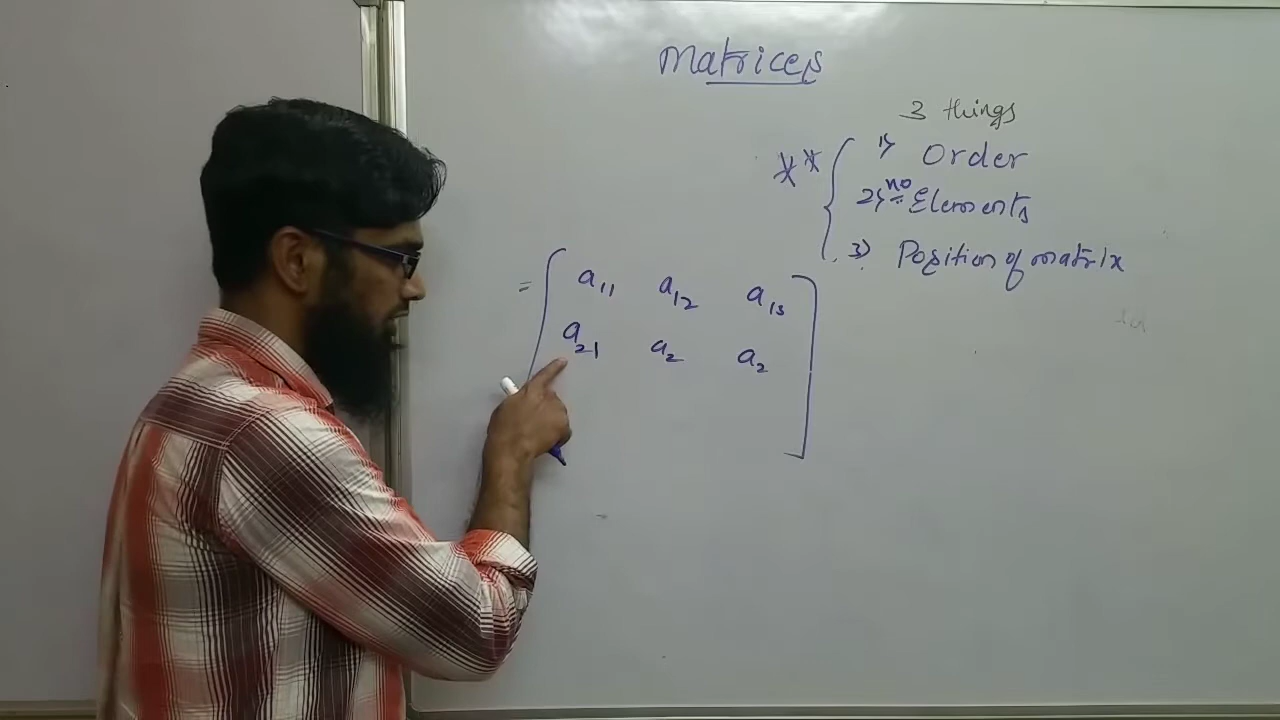 Matrices
3 things
** { 1) Order
2) no = Elements
3) Position of matrix
= [ a11 a12 a13
a21 a2 a2 ]